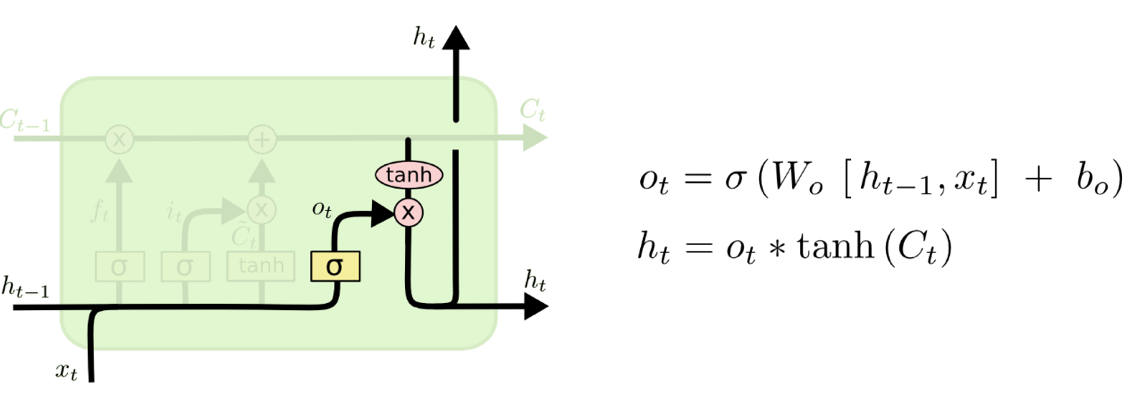 h_t
C_{t-1}
C_t
x
+
tanh
f_t
i_t
x
o_t
x
C̃_t
σ
σ
tanh
σ
h_{t-1}
h_t
x_t
o_t = σ (W_o [h_{t-1}, x_t] + b_o)
h_t = o_t * tanh (C_t)